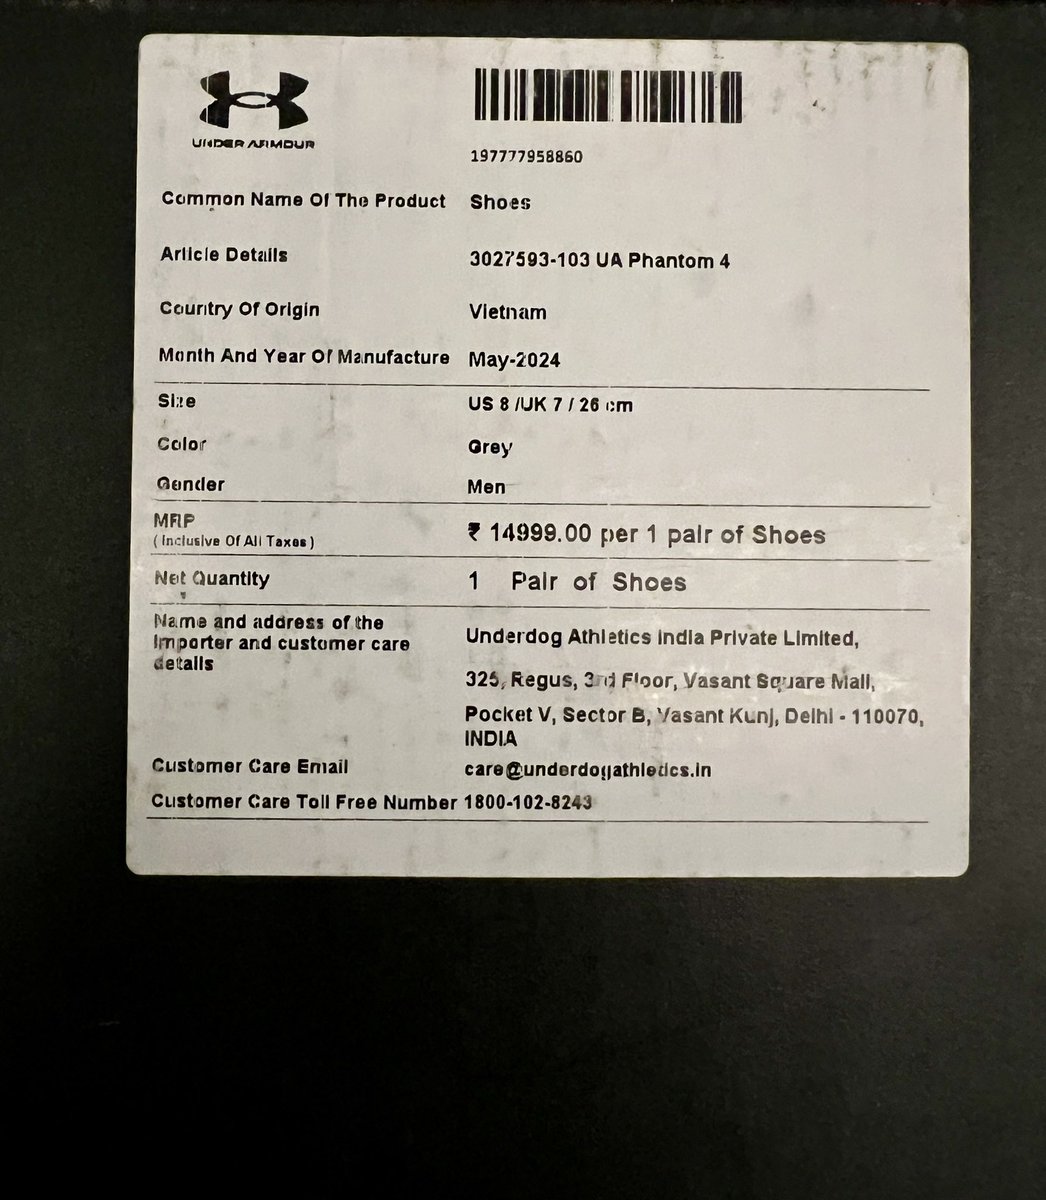 UNDER ARMOUR
197777958860
Common Name Of The Product Shoes
Article Details 3027593-103 UA Phantom 4
Country Of Origin Vietnam
Month And Year Of Manufacture May-2024
Size US 8 /UK 7 / 26 cm
Color Grey
Gender Men
MRP
( Inclusive Of All Taxes ) ₹ 14999.00 per 1 pair of Shoes
Net Quantity 1 Pair of Shoes
Name and address of the
importer and customer care
details
Underdog Athletics India Private Limited,
325, Regus, 3rd Floor, Vasant Square Mall,
Pocket V, Sector B, Vasant Kunj, Delhi - 110070,
INDIA
Customer Care Email care@underdogathletics.in
Customer Care Toll Free Number 1800-102-8243